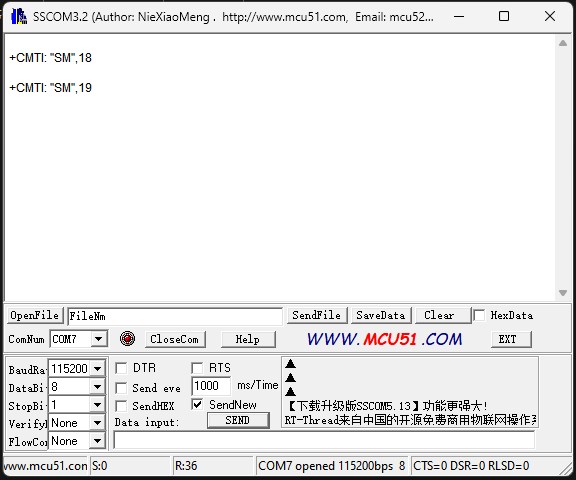 SSCOM3.2 (Author: NieXiaoMeng .  http://www.mcu51.com,  Email: mcu52...
+CMTI: "SM",18
+CMTI: "SM",19
OpenFile FileNm SendFile SaveData Clear HexData
ComNum COM7 CloseCom Help WWW.MCU51.COM EXT
BaudRa 115200 DTR RTS
DataBi 8 Send eve 1000 ms/Time
StopBi 1 SendHEX SendNew
Verify None Data input: SEND
FlowCon None
▲
▲
▲
【下载升级版SSCOM5.13】功能更强大!
RT-Thread来自中国的开源免费商用物联网操作系
www.mcu51.con S:0 R:36 COM7 opened 115200bps  8 CTS=0 DSR=0 RLSD=0